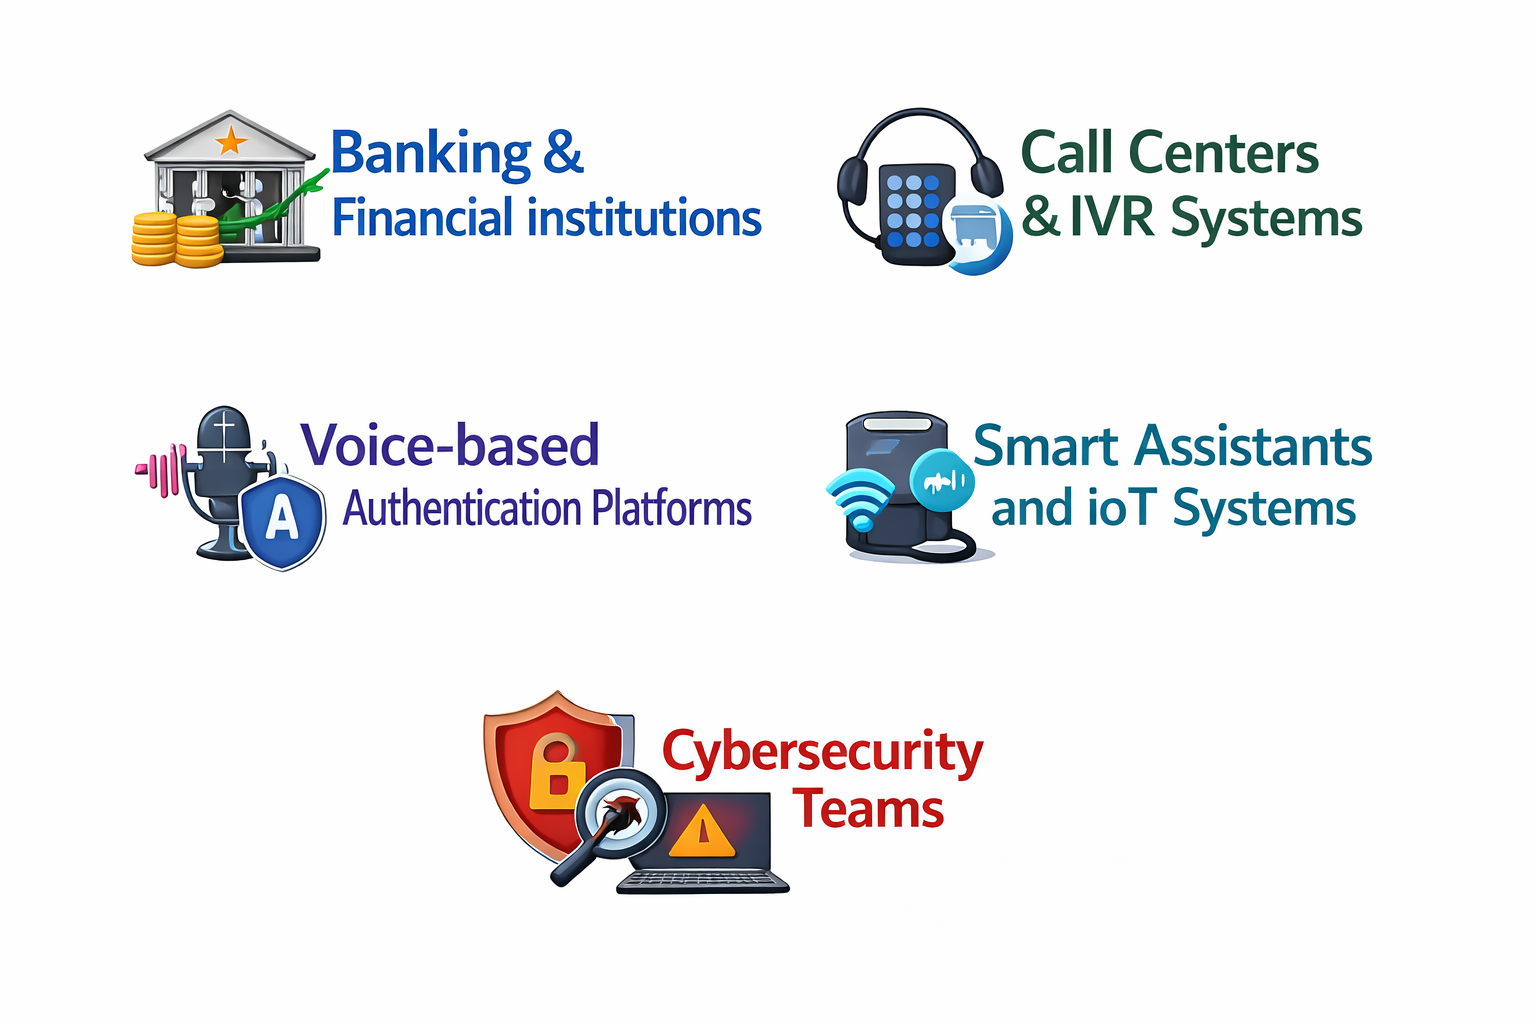 Banking &
Financial institutions
Call Centers
& IVR Systems
Voice-based
Authentication Platforms
A
Smart Assistants
and ioT Systems
Cybersecurity
Teams